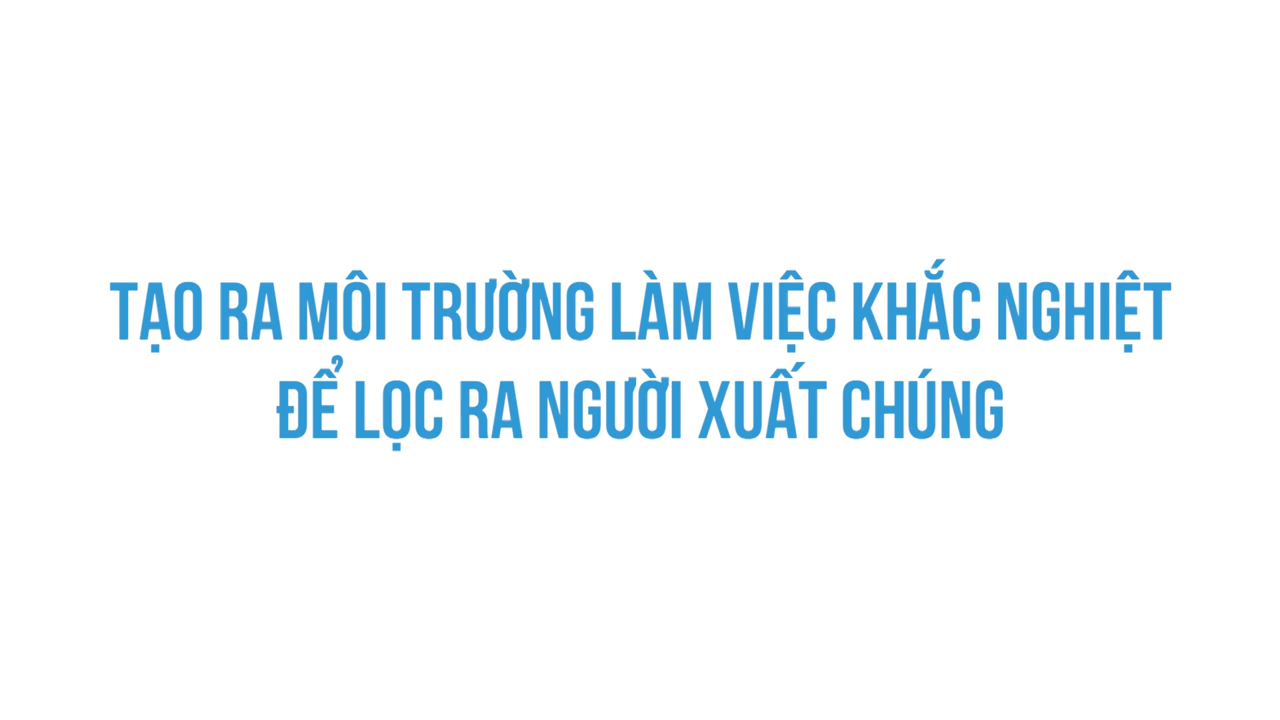 TẠO RA MÔI TRƯỜNG LÀM VIỆC KHẮC NGHIỆT
ĐỂ LỌC RA NGƯỜI XUẤT CHÚNG